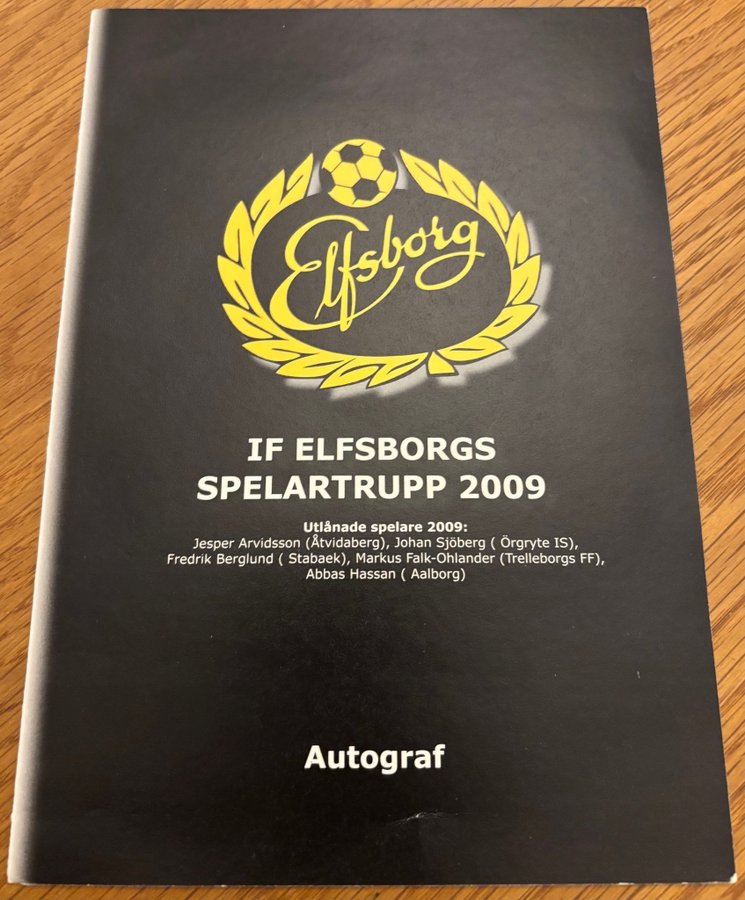 Elfsborg
IF ELFSBORGS
SPELARTRUPP 2009
Utlånade spelare 2009:
Jesper Arvidsson (Åtvidaberg), Johan Sjöberg ( Örgryte IS),
Fredrik Berglund ( Stabaek), Markus Falk-Ohlander (Trelleborgs FF),
Abbas Hassan ( Aalborg)
Autograf